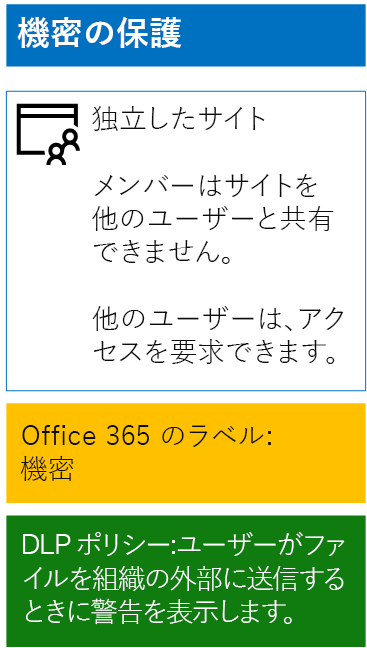 機密の保護
独立したサイト
メンバーはサイトを
他のユーザーと共有
できません。
他のユーザーは、アク
セスを要求できます。
Office 365 のラベル:
機密
DLP ポリシー:ユーザーがファ
イルを組織の外部に送信する
ときに警告を表示します。